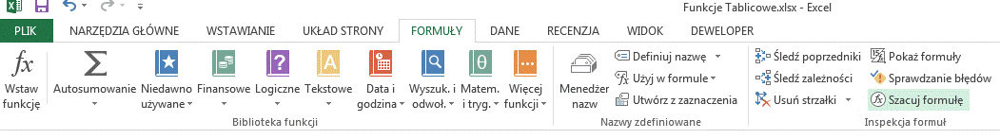 Funkcje Tablicowe.xlsx - Excel
PLIK NARZĘDZIA GŁÓWNE WSTAWIANIE UKŁAD STRONY FORMUŁY DANE RECENZJA WIDOK DEWELOPER
fx Wstaw funkcję
Σ Autosumowanie
Niedawno używane
Finansowe
? Logiczne
A Tekstowe
Data i godzina
Wyszuk. i odwoł.
θ Matem. i tryg.
Więcej funkcji
Biblioteka funkcji
Menedżer nazw
Definiuj nazwę
Użyj w formule
Utwórz z zaznaczenia
Nazwy zdefiniowane
Śledź poprzedniki
Śledź zależności
Usuń strzałki
Pokaż formuły
Sprawdzanie błędów
fx Szacuj formułę
Inspekcja formuł